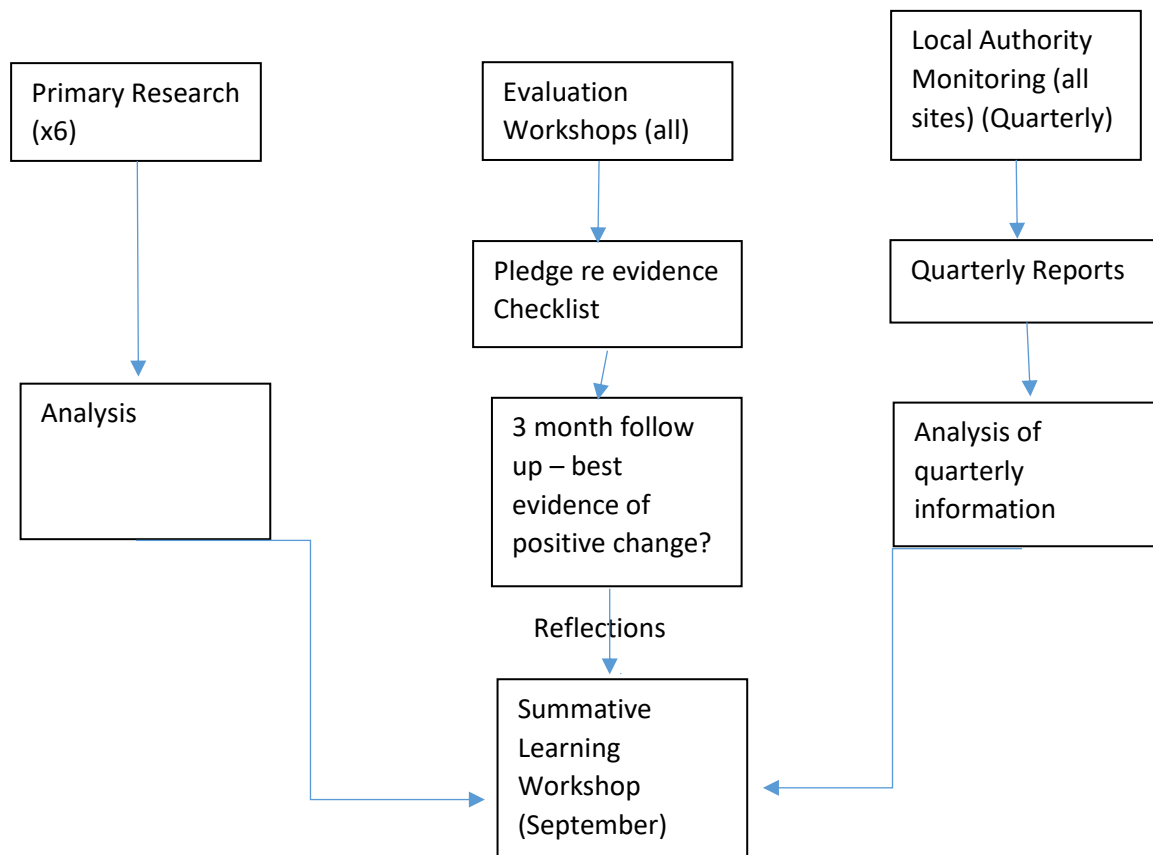 Primary Research
(x6)
Analysis
Evaluation
Workshops (all)
Pledge re evidence
Checklist
3 month follow
up – best
evidence of
positive change?
Reflections
Summative
Learning
Workshop
(September)
Local Authority
Monitoring (all
sites) (Quarterly)
Quarterly Reports
Analysis of
quarterly
information